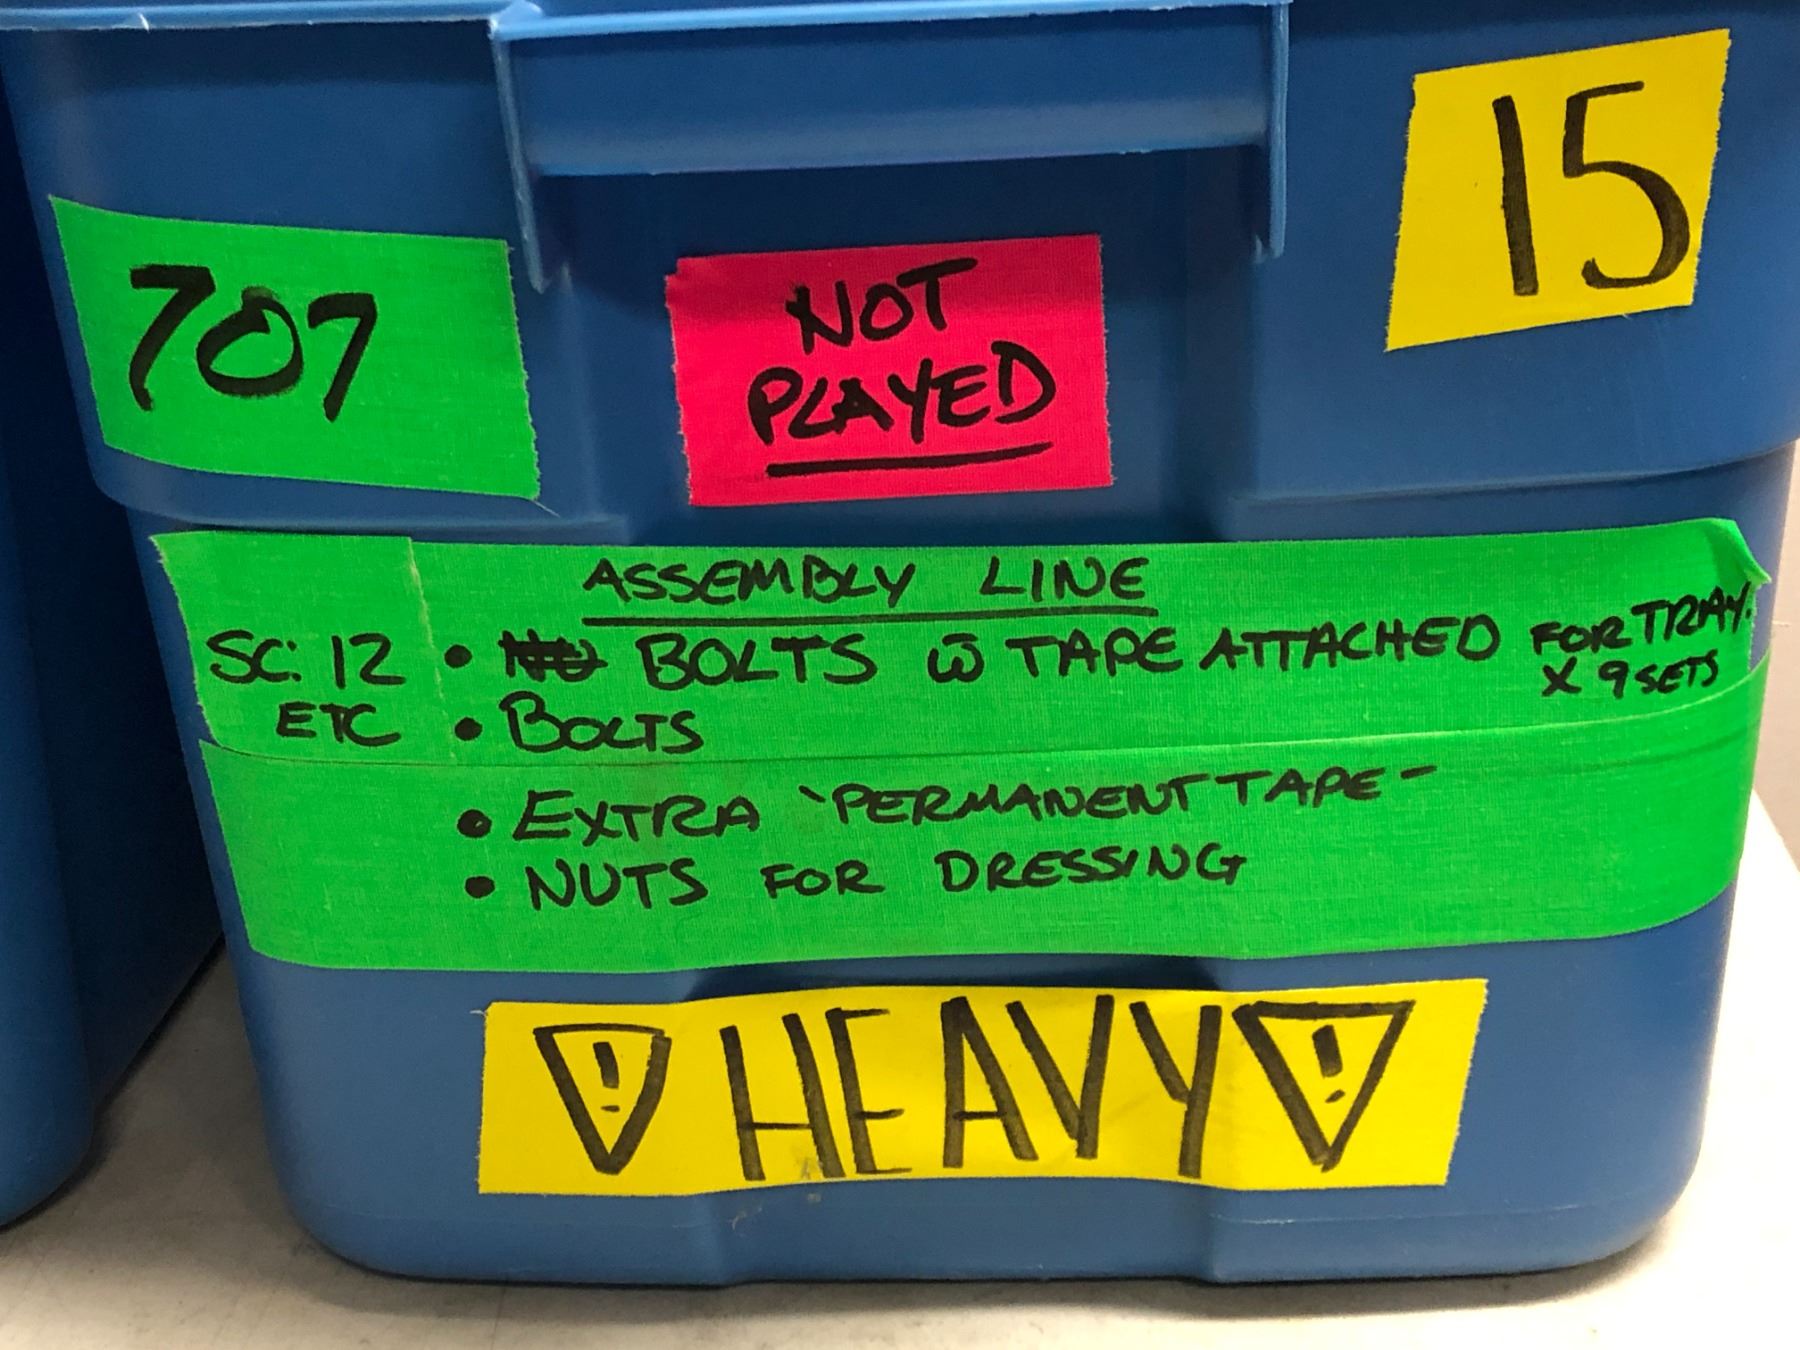 15
707
NOT
PLAYED
ASSEMBLY LINE
SC: 12 • BOLTS W TAPE ATTACHED FOR TRAY.
X 9 SETS
ETC • BOLTS
• EXTRA 'PERMANENT TAPE-
• NUTS FOR DRESSING
! HEAVY !